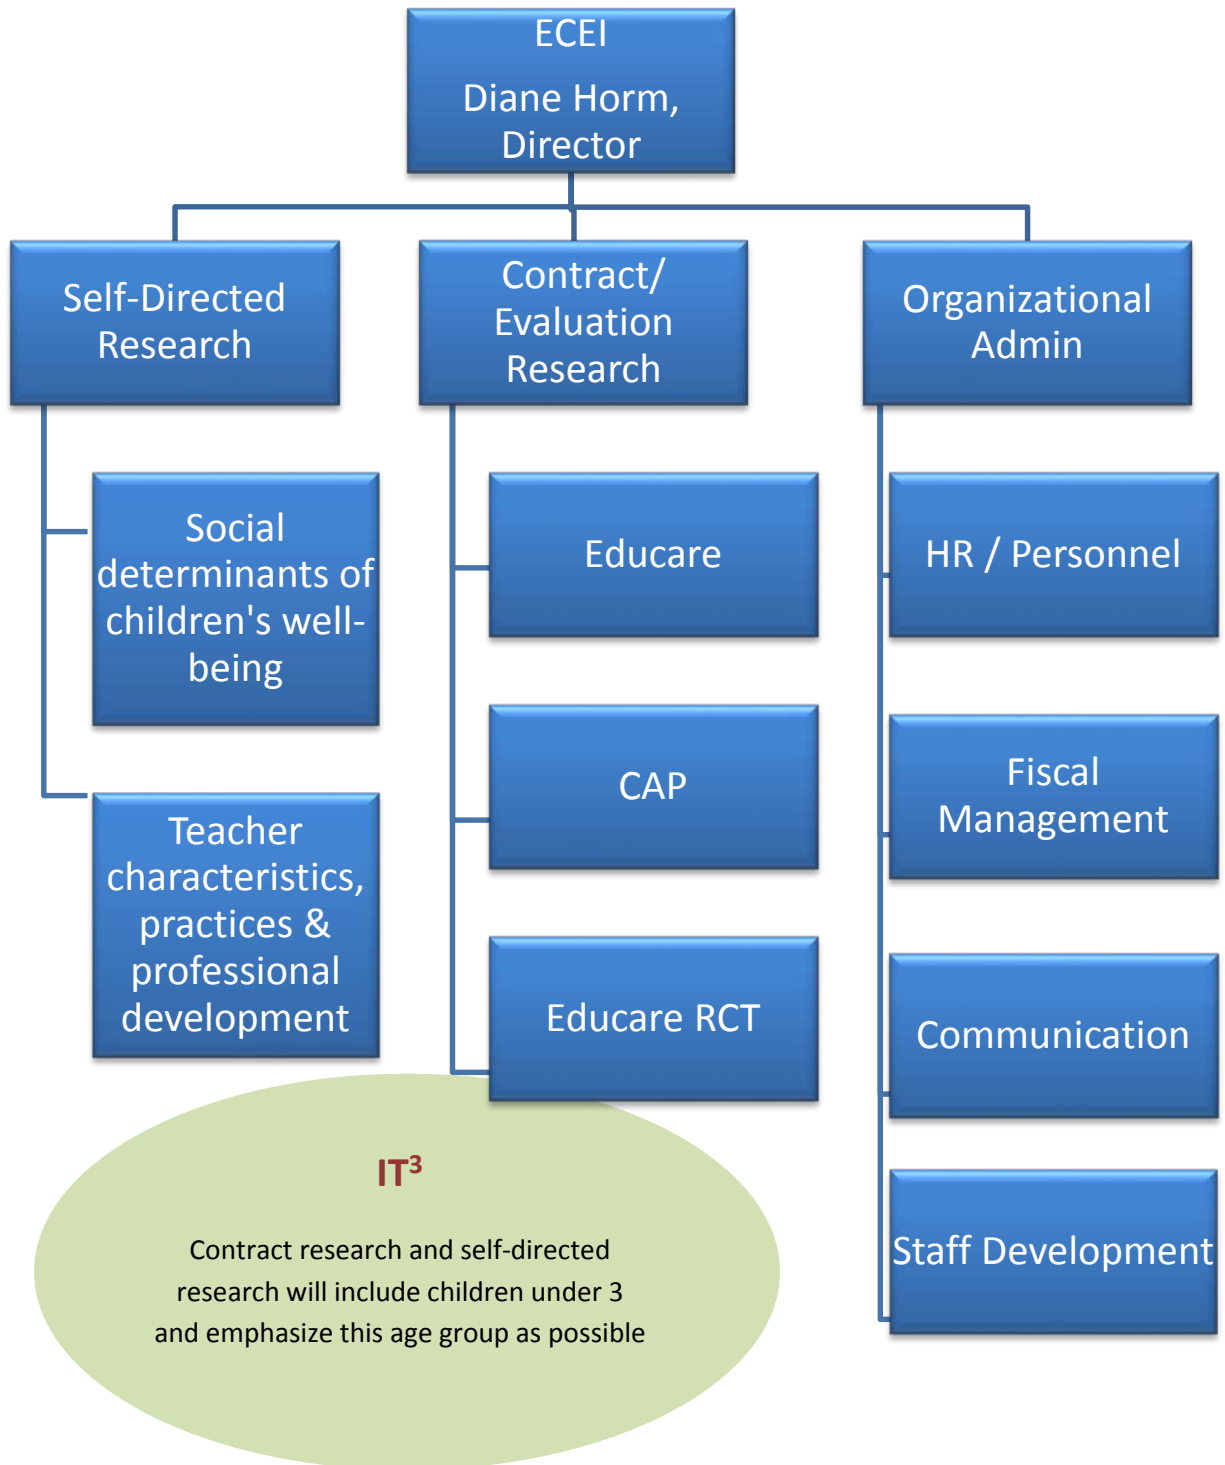 ECEI
Diane Horm,
Director
Self-Directed
Research
Contract/
Evaluation
Research
Organizational
Admin
Social
determinants of
children's well-
being
Teacher
characteristics,
practices &
professional
development
Educare
CAP
Educare RCT
HR / Personnel
Fiscal
Management
Communication
Staff Development
IT³
Contract research and self-directed
research will include children under 3
and emphasize this age group as possible